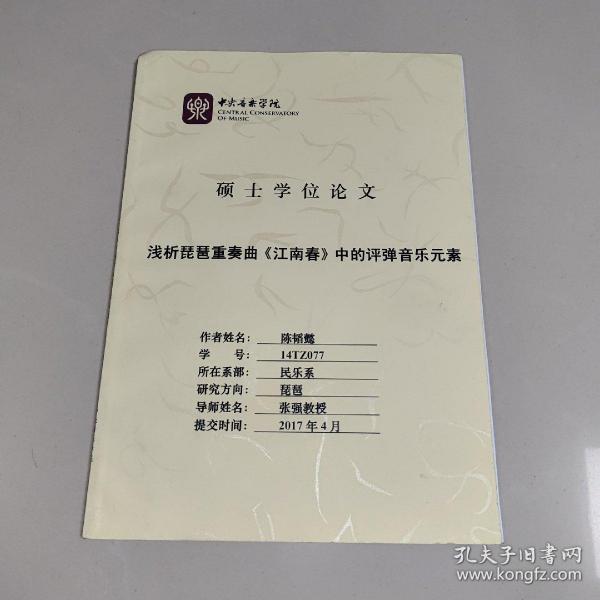 中央音乐学院
CENTRAL CONSERVATORY
OF MUSIC
硕士学位论文
浅析琵琶重奏曲《江南春》中的评弹音乐元素
作者姓名： 陈韬懿
学 号： 14TZ077
所在系部： 民乐系
研究方向： 琵琶
导师姓名： 张强教授
提交时间： 2017 年 4 月
孔夫子旧书网
www.kongfz.com